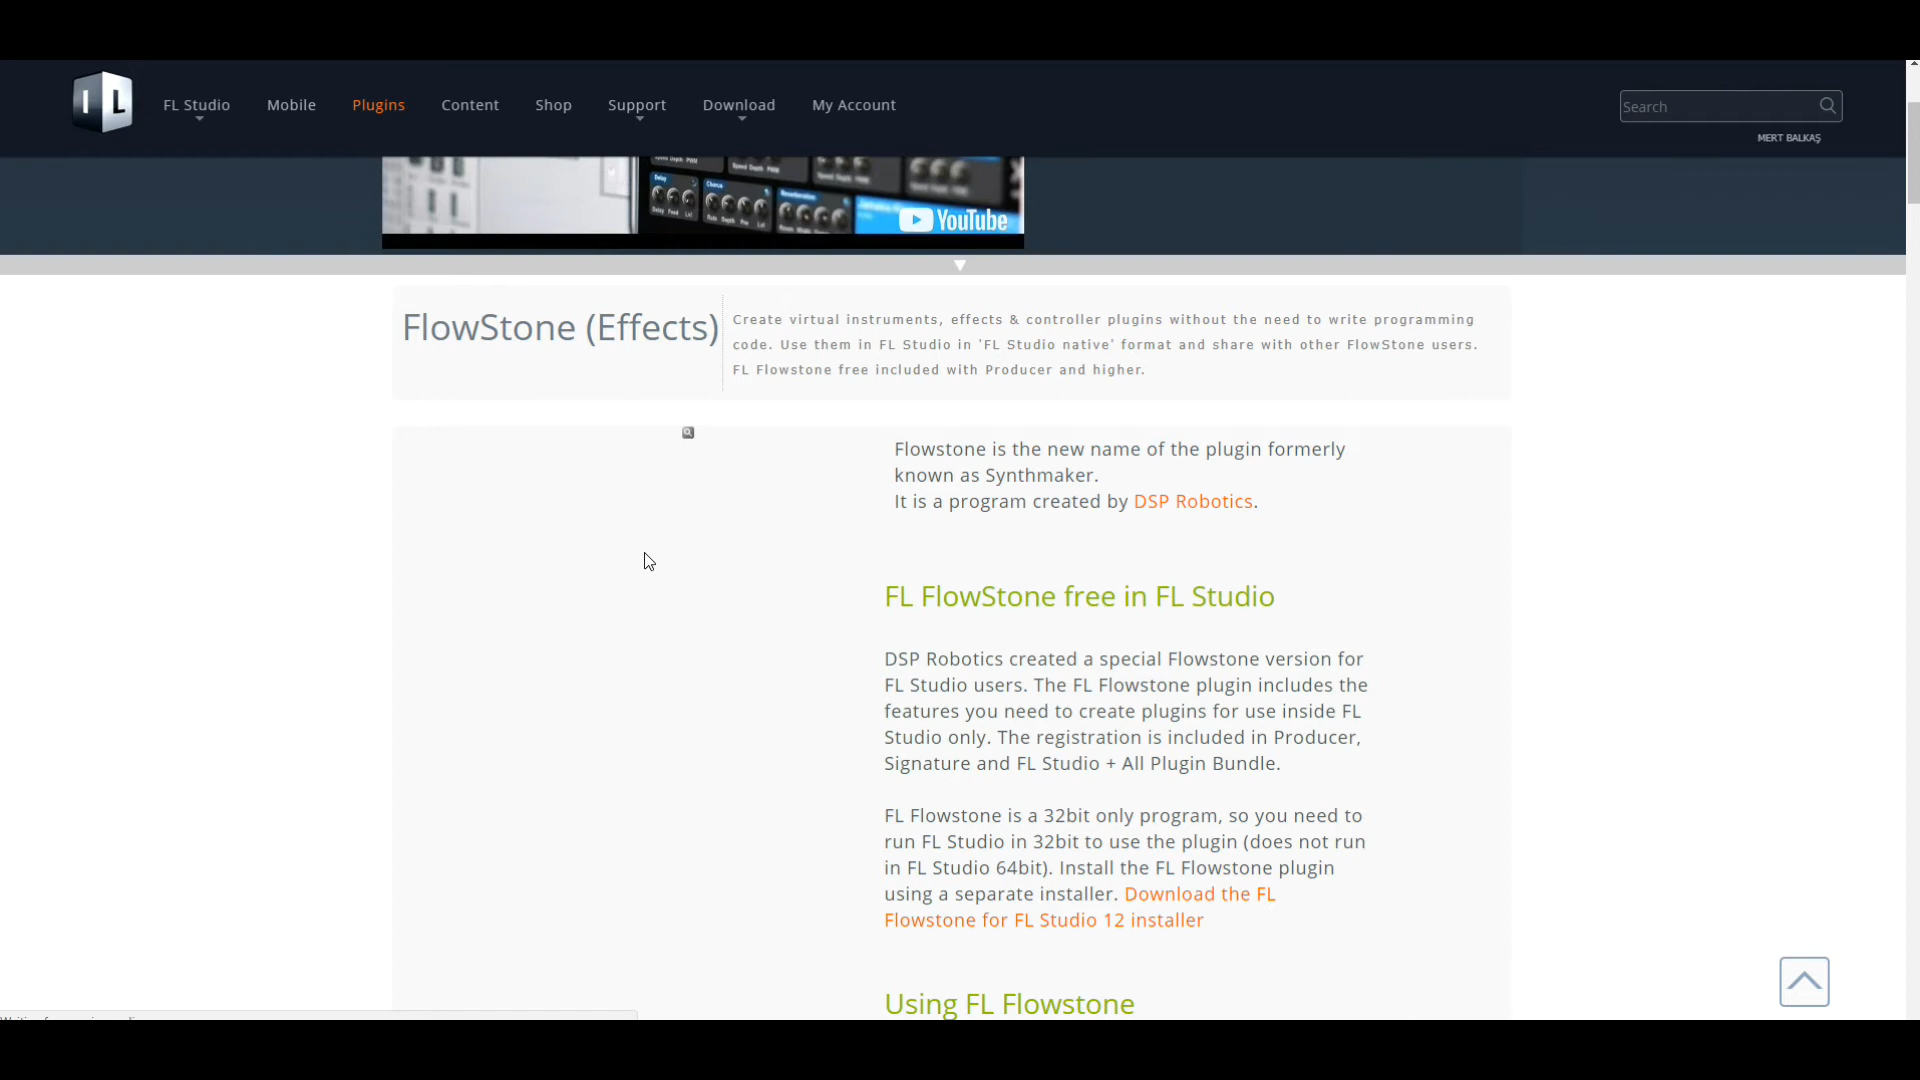 I L
FL Studio Mobile Plugins Content Shop Support Download My Account
Search
MERT BALKAŞ
Delay Chorus Reverberation
YouTube
FlowStone (Effects)
Create virtual instruments, effects & controller plugins without the need to write programming
code. Use them in FL Studio in 'FL Studio native' format and share with other FlowStone users.
FL Flowstone free included with Producer and higher.
Flowstone is the new name of the plugin formerly
known as Synthmaker.
It is a program created by DSP Robotics.
FL FlowStone free in FL Studio
DSP Robotics created a special Flowstone version for
FL Studio users. The FL Flowstone plugin includes the
features you need to create plugins for use inside FL
Studio only. The registration is included in Producer,
Signature and FL Studio + All Plugin Bundle.
FL Flowstone is a 32bit only program, so you need to
run FL Studio in 32bit to use the plugin (does not run
in FL Studio 64bit). Install the FL Flowstone plugin
using a separate installer. Download the FL
Flowstone for FL Studio 12 installer
Using FL Flowstone